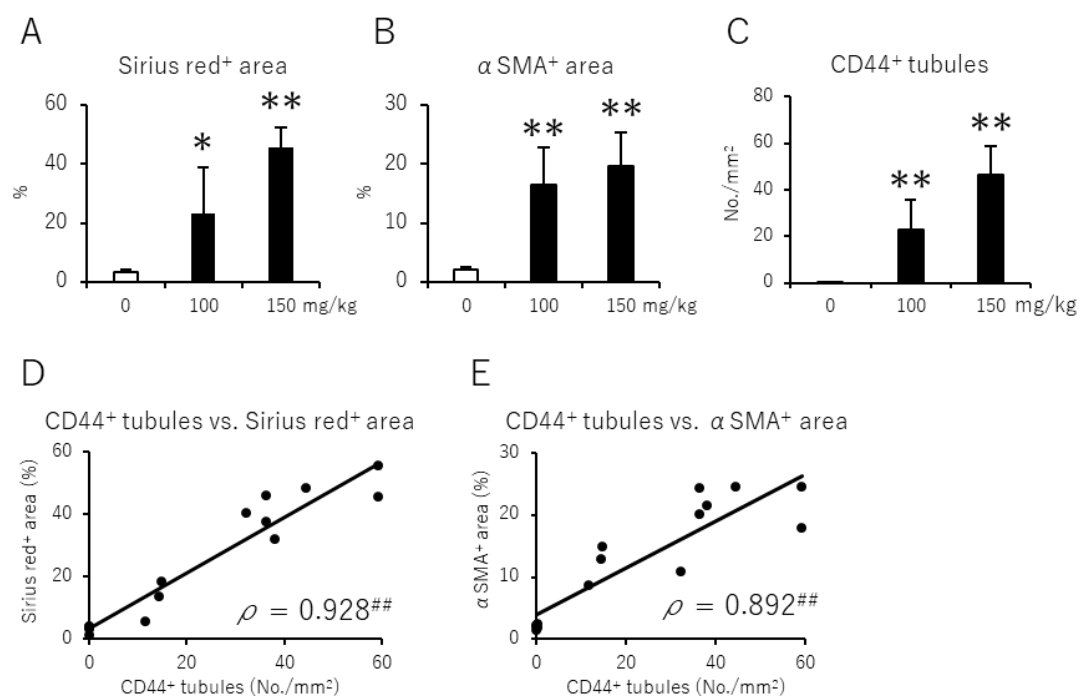 A
Sirius red⁺ area
60
**
*
40
%
20
0
0 100 150 mg/kg
B
α SMA⁺ area
30
**
**
20
%
10
0
0 100 150 mg/kg
C
CD44⁺ tubules
80
**
60
No./mm²
**
40
20
0
0 100 150 mg/kg
D
CD44⁺ tubules vs. Sirius red⁺ area
60
Sirius red⁺ area (%)
40
20
ρ = 0.928##
0
0 20 40 60
CD44⁺ tubules (No./mm²)
E
CD44⁺ tubules vs. α SMA⁺ area
30
α SMA⁺ area (%)
20
10
ρ = 0.892##
0
0 20 40 60
CD44⁺ tubules (No./mm²)